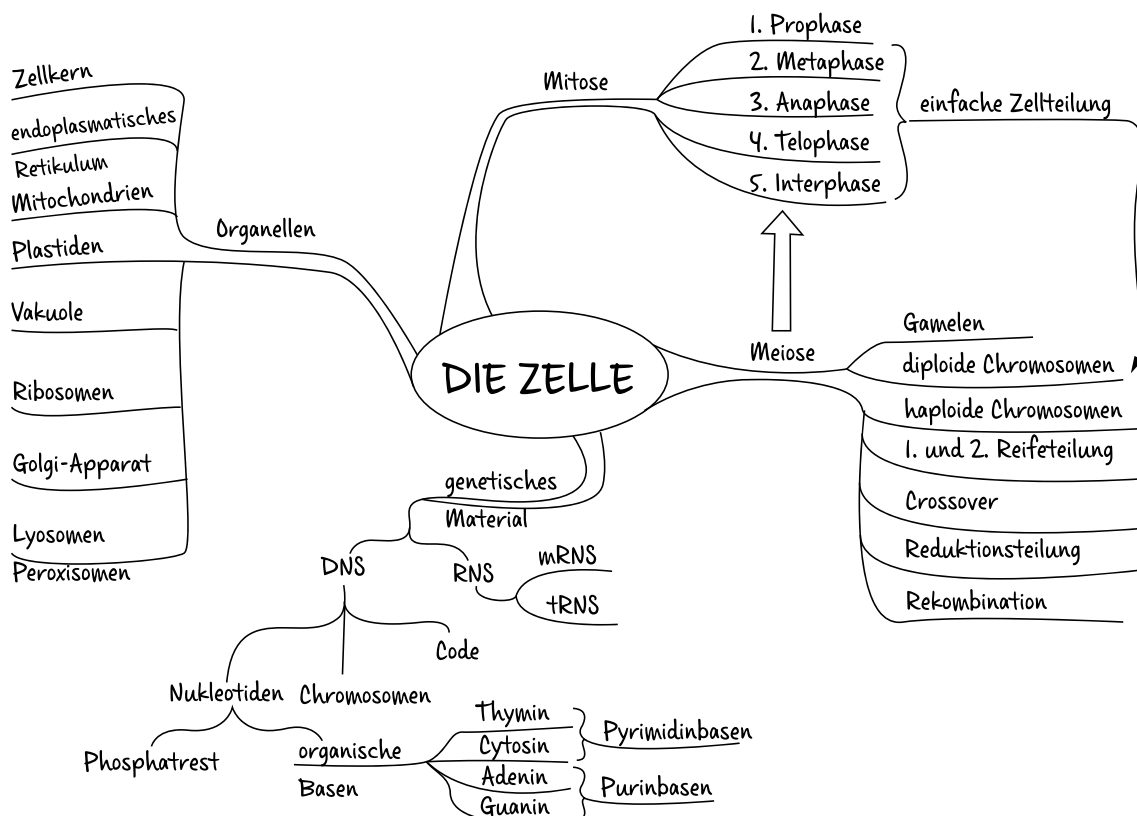 DIE ZELLE
Organellen
Zellkern
endoplasmatisches
Retikulum
Mitochondrien
Plastiden
Vakuole
Ribosomen
Golgi-Apparat
Lyosomen
Peroxisomen
Mitose
1. Prophase
2. Metaphase
3. Anaphase
4. Telophase
5. Interphase
einfache Zellteilung
Meiose
Gamelen
diploide Chromosomen
haploide Chromosomen
1. und 2. Reifeteilung
Crossover
Reduktionsteilung
Rekombination
genetisches
Material
DNS
RNS
mRNS
tRNS
Code
Nukleotiden
Chromosomen
Phosphatrest
organische
Basen
Thymin
Cytosin
Pyrimidinbasen
Adenin
Guanin
Purinbasen